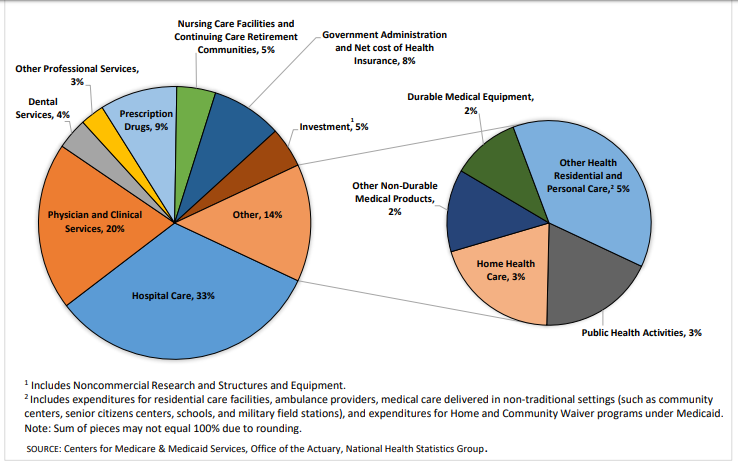 Nursing Care Facilities and
Continuing Care Retirement
Communities, 5%
Government Administration
and Net cost of Health
Insurance, 8%
Other Professional Services,
3%
Dental
Services, 4%
Prescription
Drugs, 9%
Investment,¹ 5%
Physician and Clinical
Services, 20%
Other, 14%
Hospital Care, 33%
Durable Medical Equipment,
2%
Other Non-Durable
Medical Products,
2%
Other Health
Residential and
Personal Care,² 5%
Home Health
Care, 3%
Public Health Activities, 3%
¹ Includes Noncommercial Research and Structures and Equipment.
² Includes expenditures for residential care facilities, ambulance providers, medical care delivered in non-traditional settings (such as community
centers, senior citizens centers, schools, and military field stations), and expenditures for Home and Community Waiver programs under Medicaid.
Note: Sum of pieces may not equal 100% due to rounding.
SOURCE: Centers for Medicare & Medicaid Services, Office of the Actuary, National Health Statistics Group.